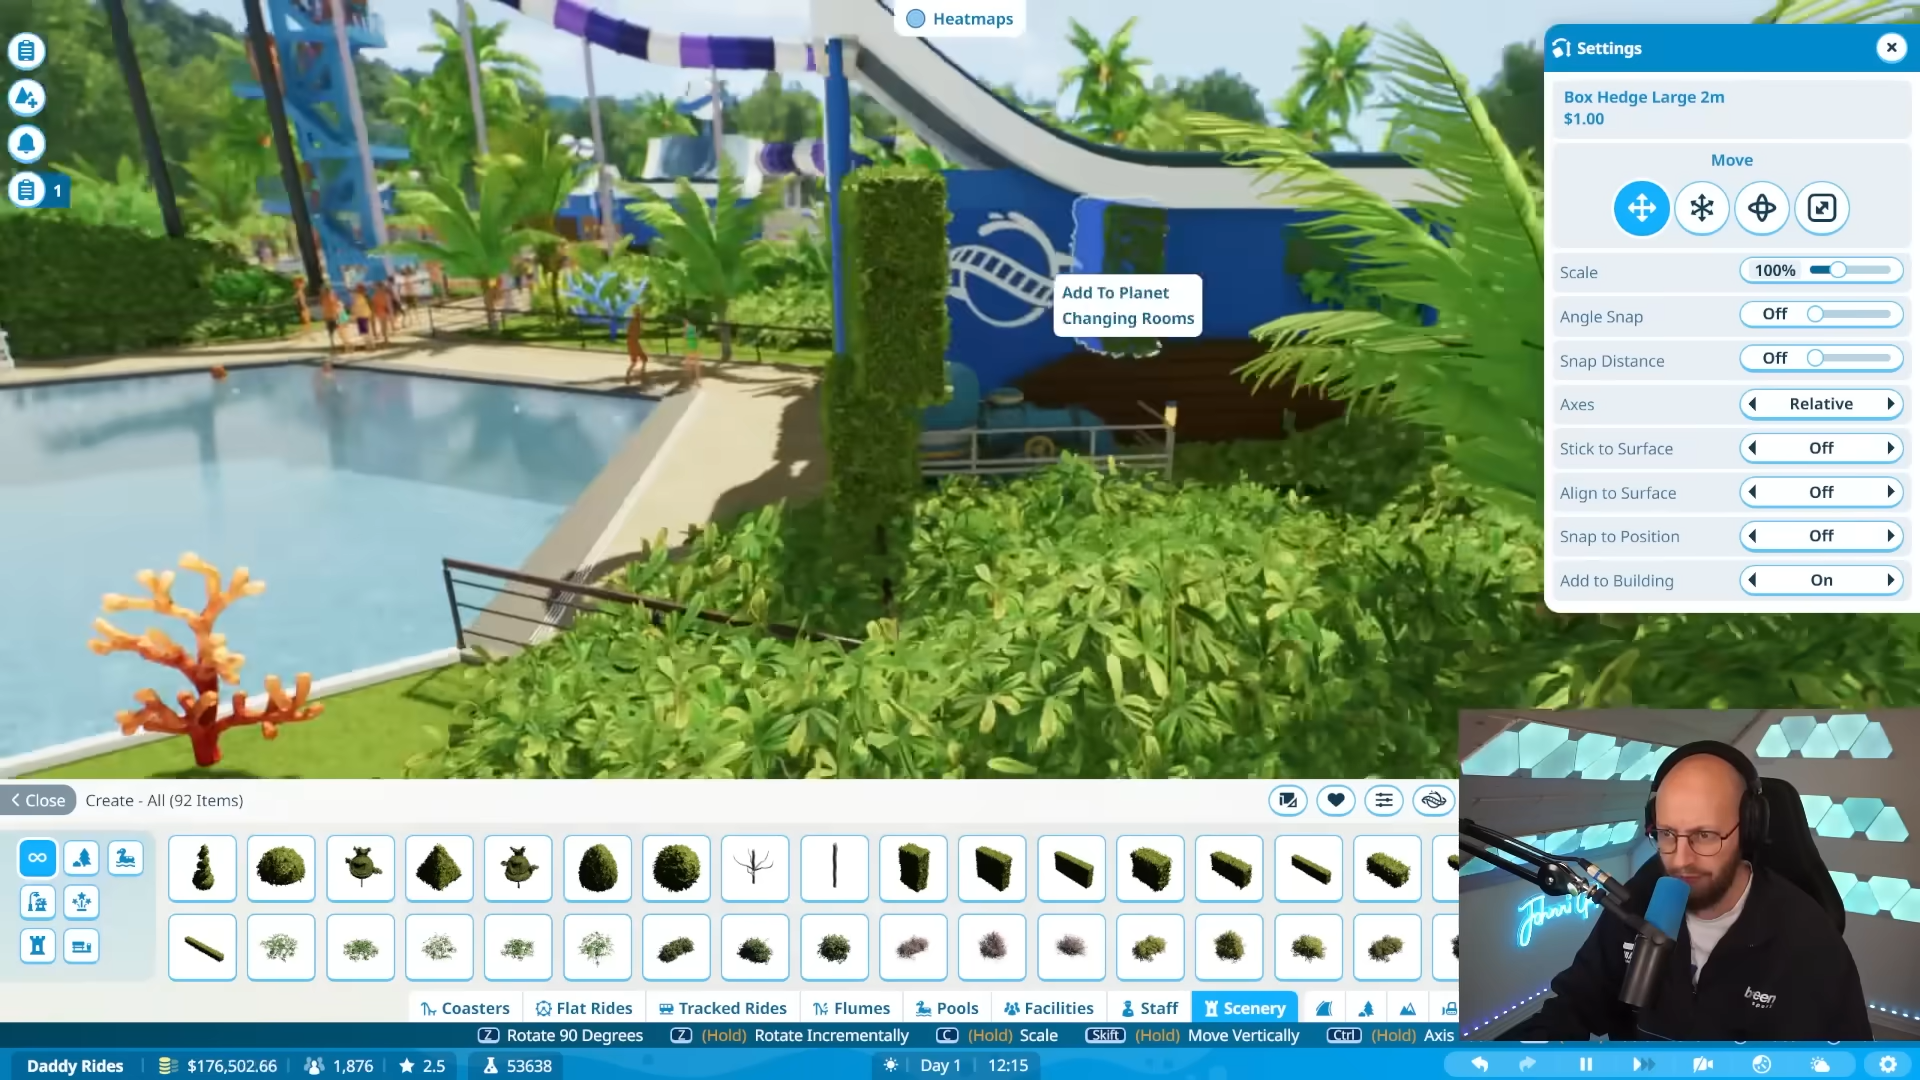 Heatmaps
Settings
Box Hedge Large 2m
$1.00
Move
Scale
100%
Angle Snap
Off
Snap Distance
Off
Axes
Relative
Stick to Surface
Off
Align to Surface
Off
Snap to Position
Off
Add to Building
On
1
Add To Planet
Changing Rooms
Close
Create - All (92 Items)
Coasters
Flat Rides
Tracked Rides
Flumes
Pools
Facilities
Staff
Scenery
Z Rotate 90 Degrees
Z (Hold) Rotate Incrementally
C (Hold) Scale
Skift (Hold) Move Vertically
Ctrl (Hold) Axis
Daddy Rides
$176,502.66
1,876
2.5
53638
Day 1
12:15